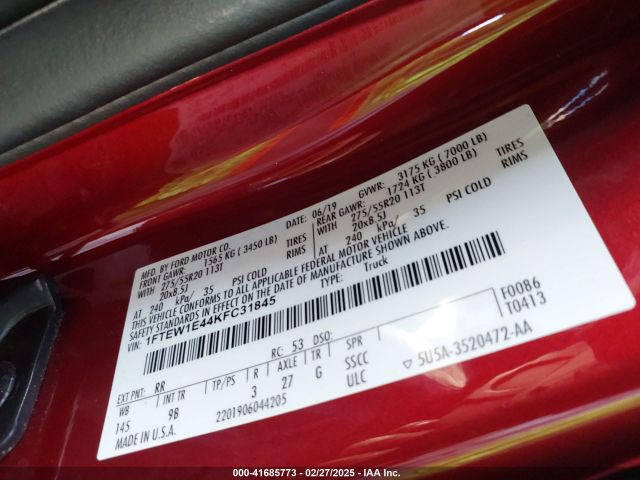 MFD. BY FORD MOTOR CO.
DATE: 06/19 GVWR: 3175 KG ( 7000 LB)
FRONT GAWR: 1565 KG ( 3450 LB) REAR GAWR: 1724 KG ( 3800 LB)
WITH 275/55R20 113T TIRES WITH 275/55R20 113T TIRES
20x8.5J RIMS 20x8.5J RIMS
AT 240 kPa/ 35 PSI COLD AT 240 kPa/ 35 PSI COLD
THIS VEHICLE CONFORMS TO ALL APPLICABLE FEDERAL MOTOR VEHICLE
SAFETY STANDARDS IN EFFECT ON THE DATE OF MANUFACTURE SHOWN ABOVE.
VIN: 1FTEW1E44KFC31845 TYPE: Truck
F0086
T0413
EXT PNT: RR RC: 53 DSO:
WB INT TR TP/PS R AXLE TR SPR
145 9B 3 27 G SSCC
ULC
MADE IN U.S.A. 2201906044205
▽ 5U5A-3520472-AA
000-41685773 | 02/27/2025 | IAA Inc.